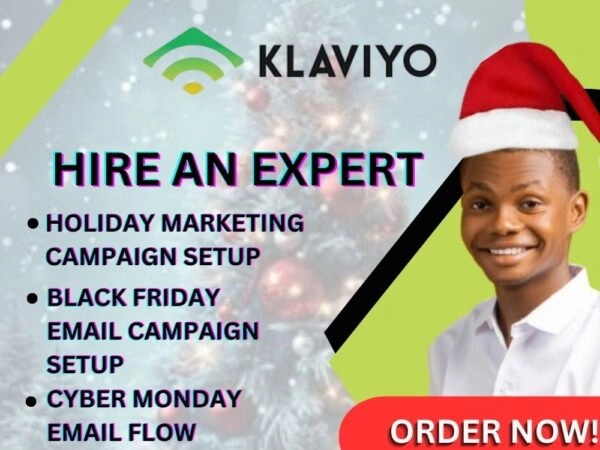 KLAVIYO
HIRE AN EXPERT
• HOLIDAY MARKETING
CAMPAIGN SETUP
• BLACK FRIDAY
EMAIL CAMPAIGN
SETUP
• CYBER MONDAY
EMAIL FLOW
ORDER NOW!